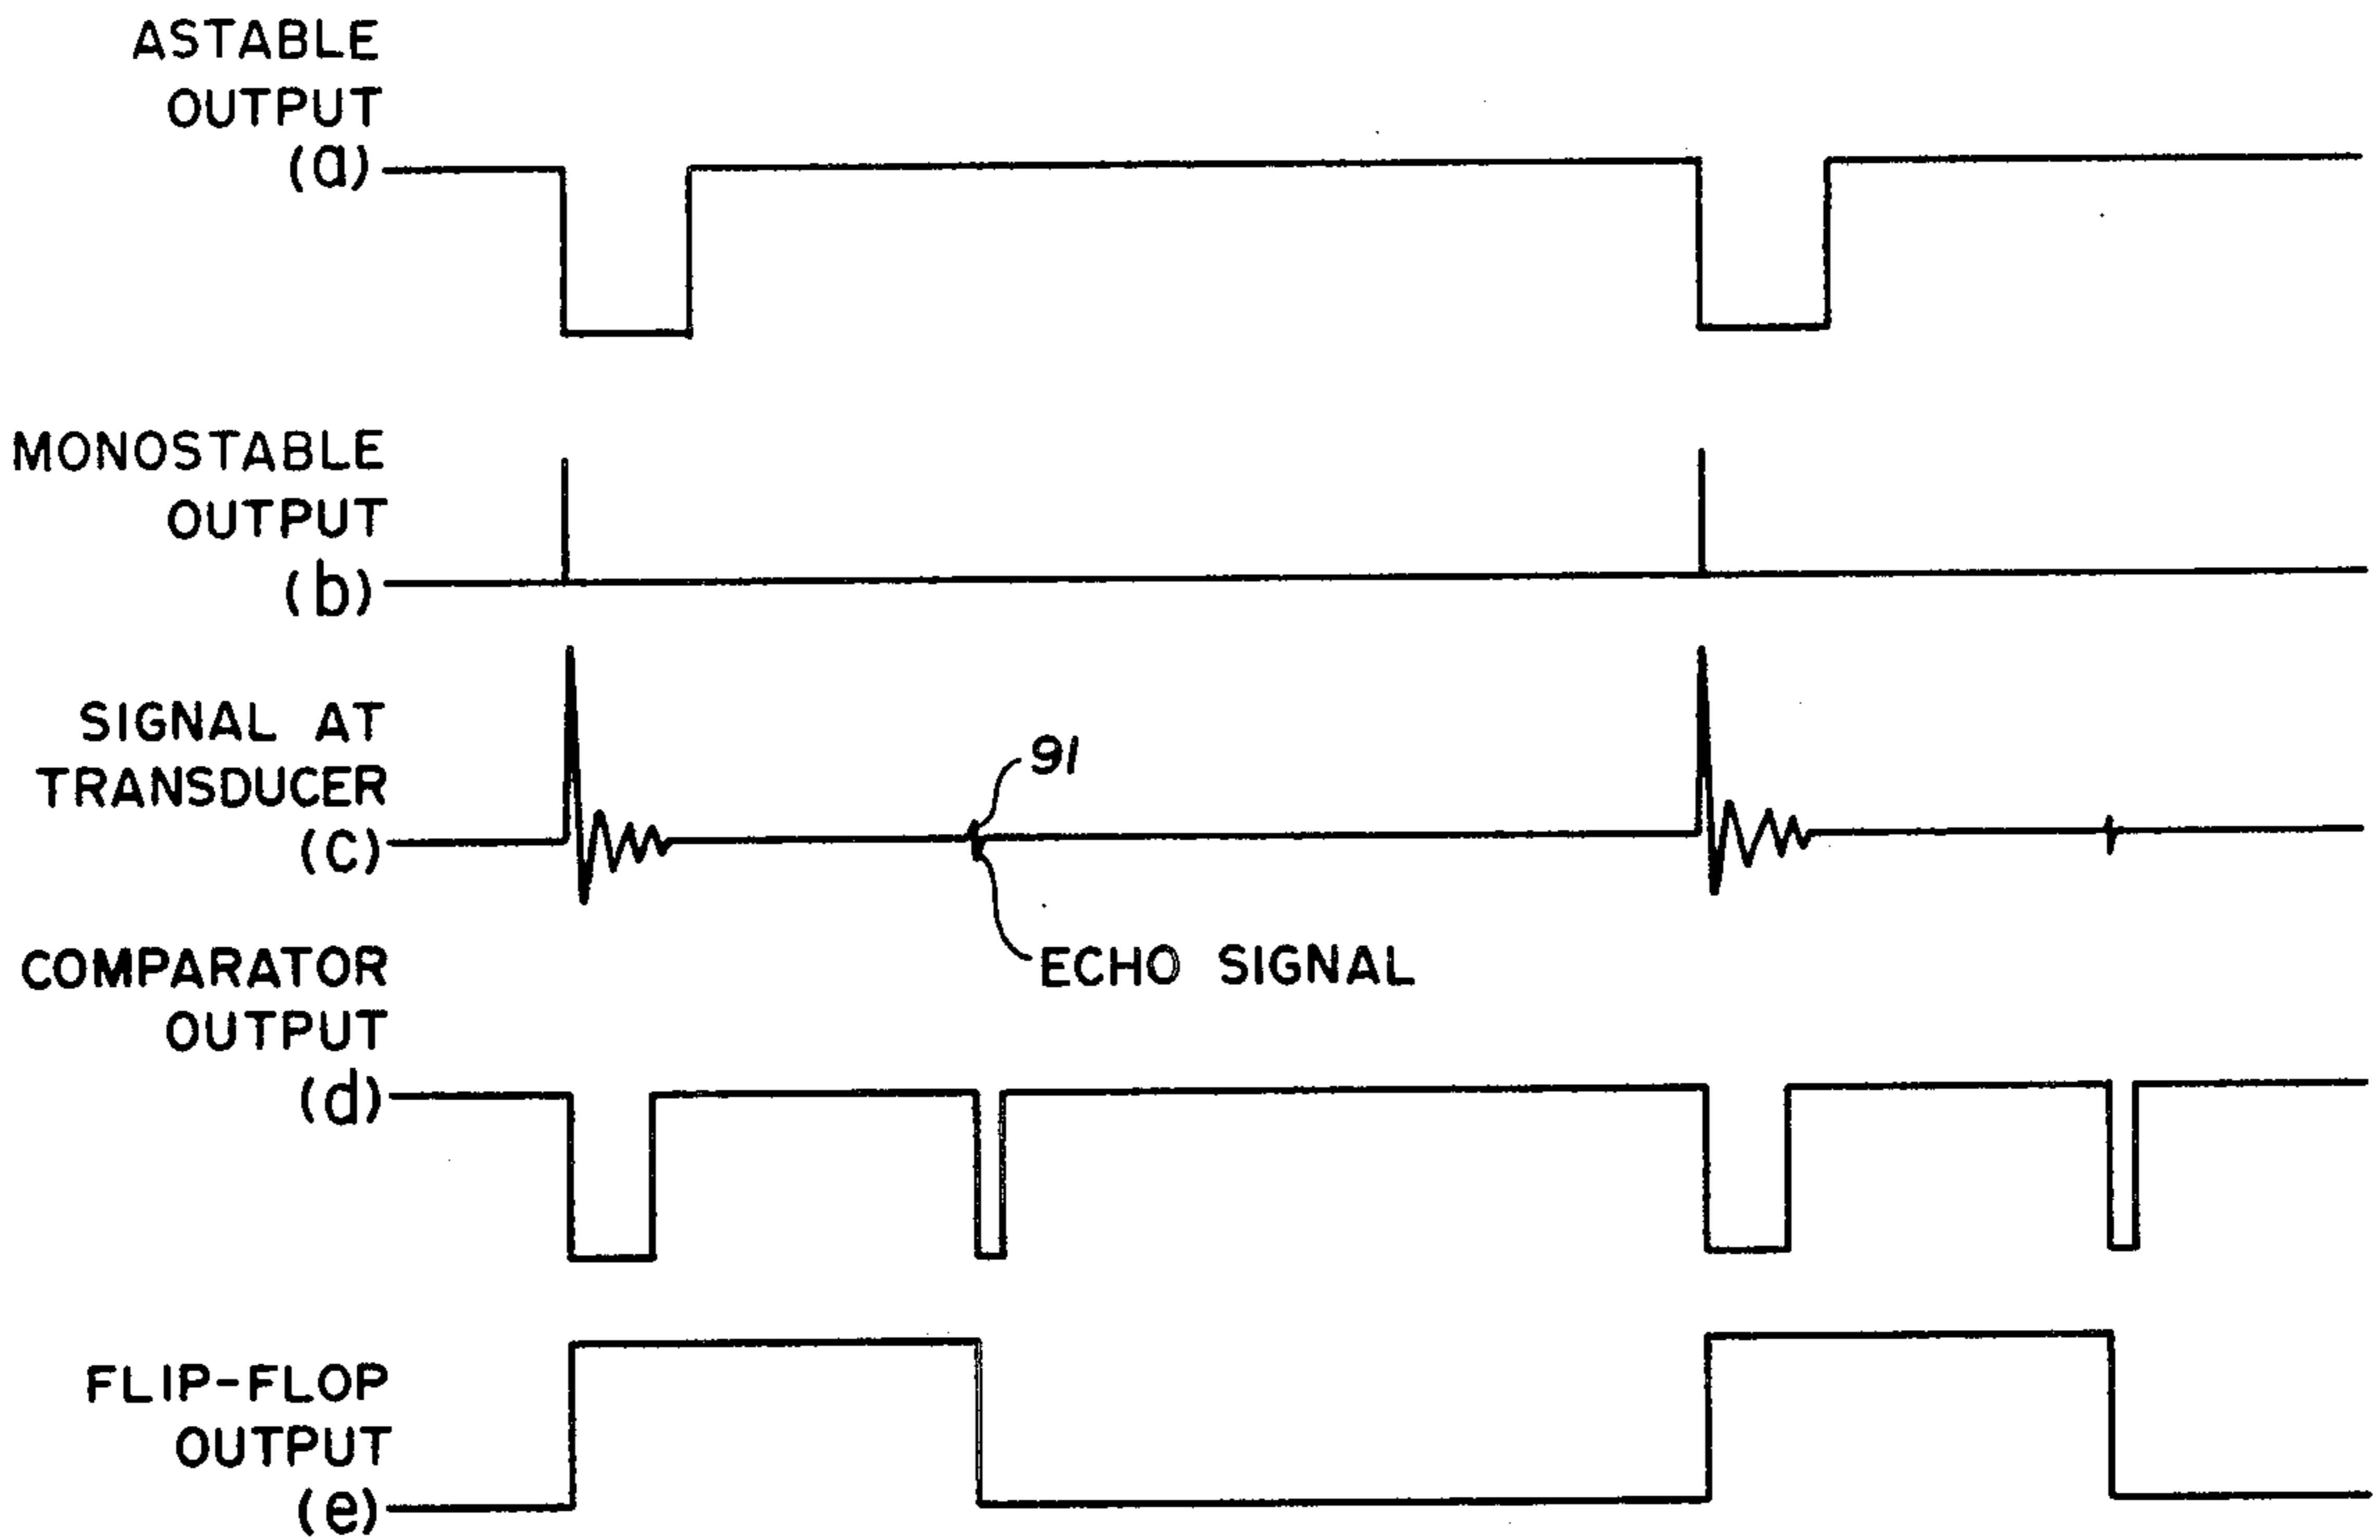 ASTABLE
OUTPUT
(a)
MONOSTABLE
OUTPUT
(b)
SIGNAL AT
TRANSDUCER
(c)
91
ECHO SIGNAL
COMPARATOR
OUTPUT
(d)
FLIP-FLOP
OUTPUT
(e)